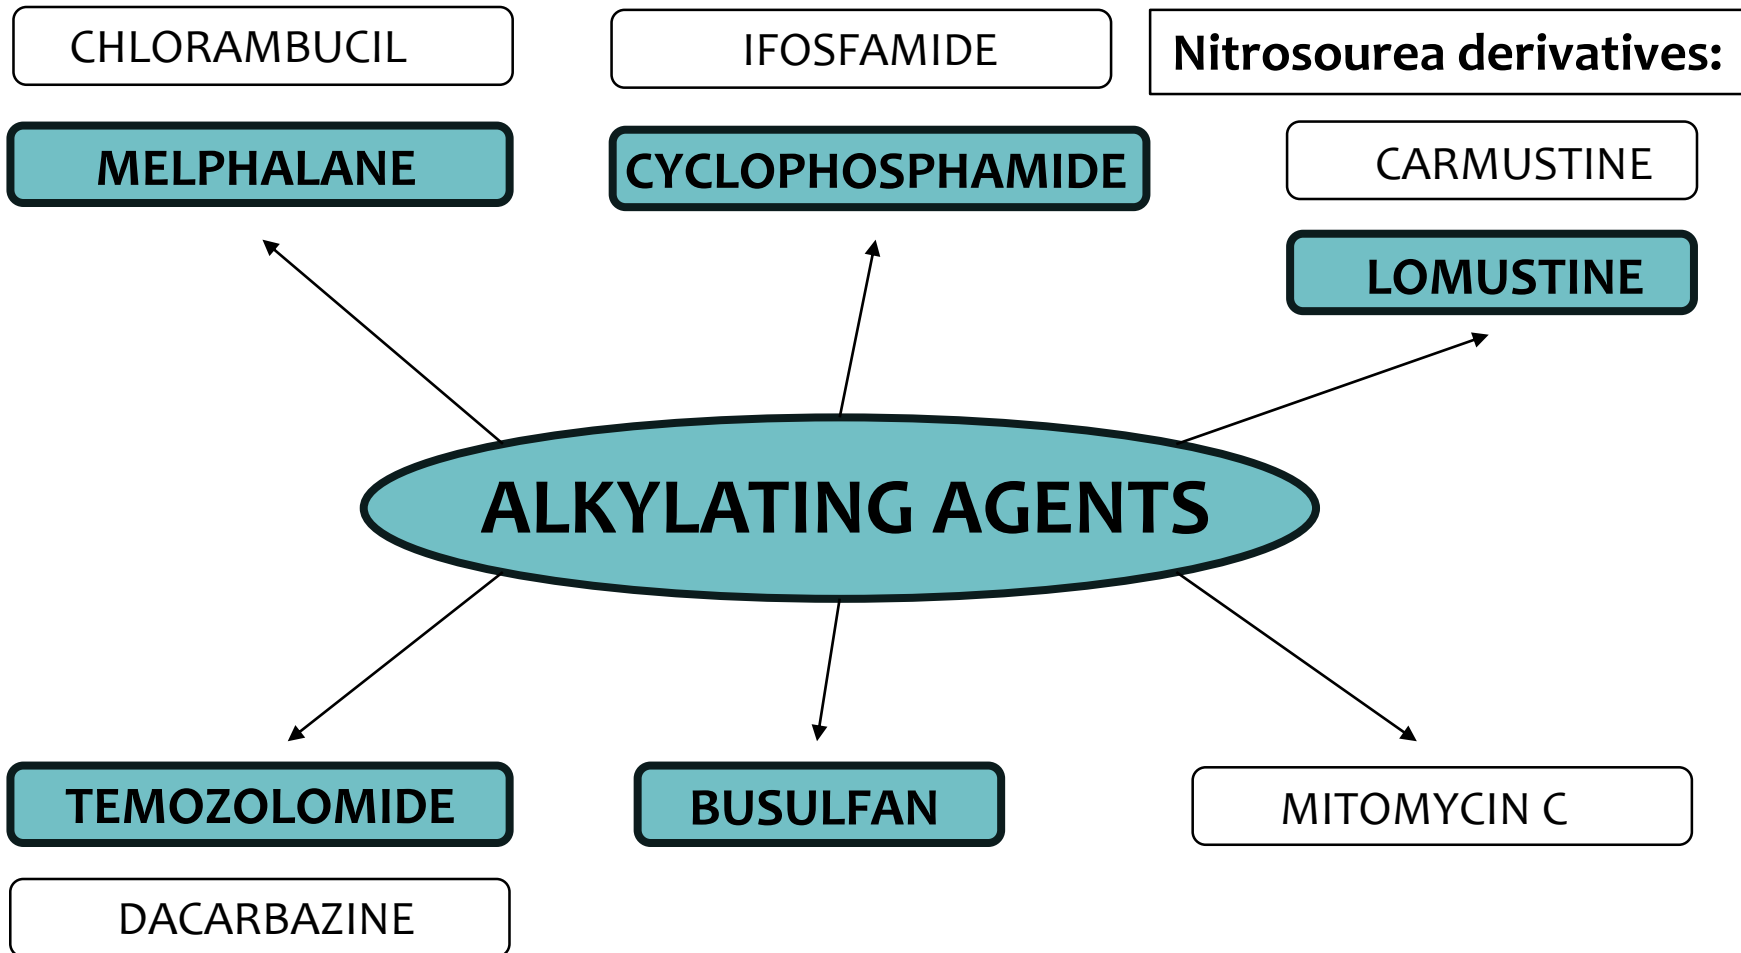 CHLORAMBUCIL
IFOSFAMIDE
Nitrosourea derivatives:
MELPHALANE
CYCLOPHOSPHAMIDE
CARMUSTINE
LOMUSTINE
ALKYLATING AGENTS
TEMOZOLOMIDE
BUSULFAN
MITOMYCIN C
DACARBAZINE